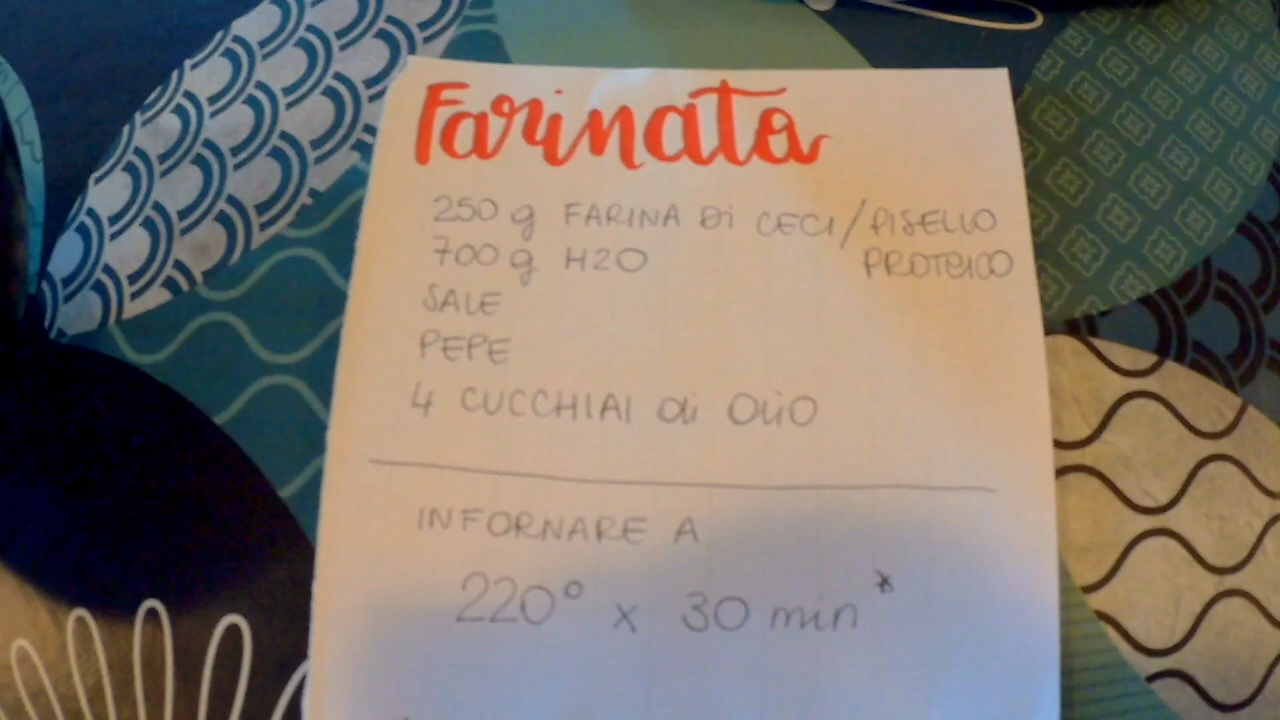 Farinata
250 g FARINA Di CECI / PISELLO
PROTEICO
700 g H2O
SALE
PEPE
4 CUCCHIAI di OliO
INFORNARE A
220° x 30 min*